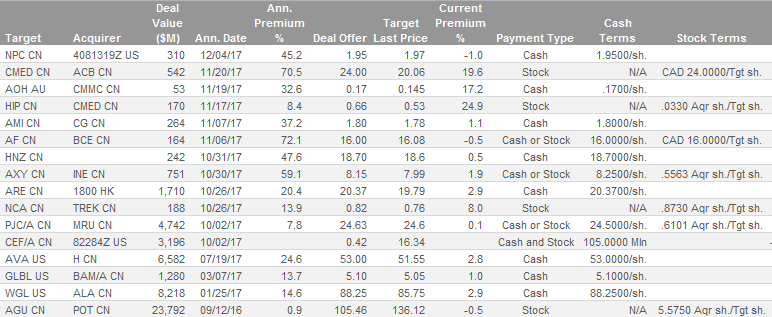 Deal Ann. Current
Value Premium Target Premium Cash
Target Acquirer ($M) Ann. Date % Deal Offer Last Price % Payment Type Terms Stock Terms
NPC CN 4081319Z US 310 12/04/17 45.2 1.95 1.97 -1.0 Cash 1.9500/sh.
CMED CN ACB CN 542 11/20/17 70.5 24.00 20.06 19.6 Stock N/A CAD 24.0000/Tgt sh.
AOH AU CMMC CN 53 11/19/17 32.6 0.17 0.145 17.2 Cash .1700/sh.
HIP CN CMED CN 170 11/17/17 8.4 0.66 0.53 24.9 Stock N/A .0330 Aqr sh./Tgt sh.
AMI CN CG CN 264 11/07/17 37.2 1.80 1.78 1.1 Cash 1.8000/sh.
AF CN BCE CN 164 11/06/17 72.1 16.00 16.08 -0.5 Cash or Stock 16.0000/sh. CAD 16.0000/Tgt sh.
HNZ CN 242 10/31/17 47.6 18.70 18.6 0.5 Cash 18.7000/sh.
AXY CN INE CN 751 10/30/17 59.1 8.15 7.99 1.9 Cash or Stock 8.2500/sh. .5563 Aqr sh./Tgt sh.
ARE CN 1800 HK 1,710 10/26/17 20.4 20.37 19.79 2.9 Cash 20.3700/sh.
NCA CN TREK CN 188 10/26/17 13.9 0.82 0.76 8.0 Stock N/A .8730 Aqr sh./Tgt sh.
PJC/A CN MRU CN 4,742 10/02/17 7.8 24.63 24.6 0.1 Cash or Stock 24.5000/sh. .6101 Aqr sh./Tgt sh.
CEF/A CN 82284Z US 3,196 10/02/17 0.42 16.34 Cash and Stock 105.0000 Mln -
AVA US H CN 6,582 07/19/17 24.6 53.00 51.55 2.8 Cash 53.0000/sh.
GLBL US BAM/A CN 1,280 03/07/17 13.7 5.10 5.05 1.0 Cash 5.1000/sh.
WGL US ALA CN 8,218 01/25/17 14.6 88.25 85.75 2.9 Cash 88.2500/sh.
AGU CN POT CN 23,792 09/12/16 0.9 105.46 136.12 -0.5 Stock N/A 5.5750 Aqr sh./Tgt sh.